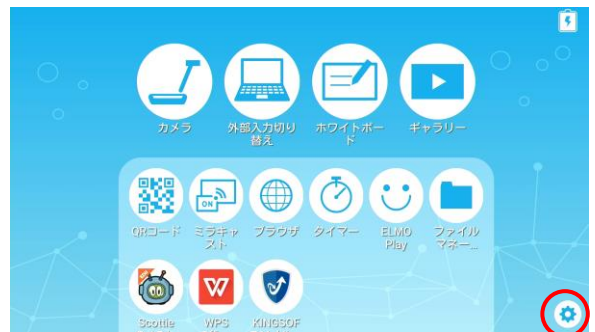 カメラ
外部入力切り
替え
ホワイトボー
ド
ギャラリー
QRコード
ON
ミラキャ
スト
ブラウザ
タイマー
ELMO
Play
ファイル
マネー...
Scottie
WPS
KINGSOF